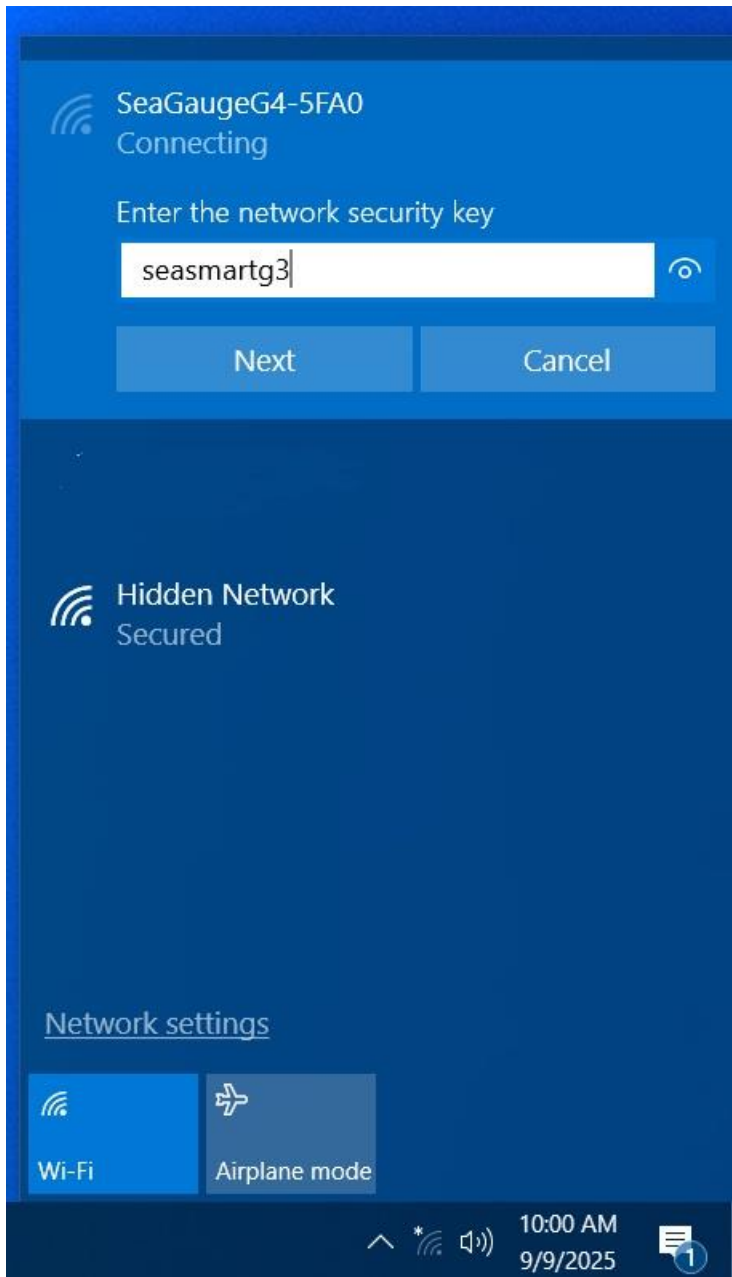 SeaGaugeG4-5FA0
Connecting
Enter the network security key
seasmartg3
Next Cancel
Hidden Network
Secured
Network settings
Wi-Fi Airplane mode
10:00 AM
9/9/2025
1